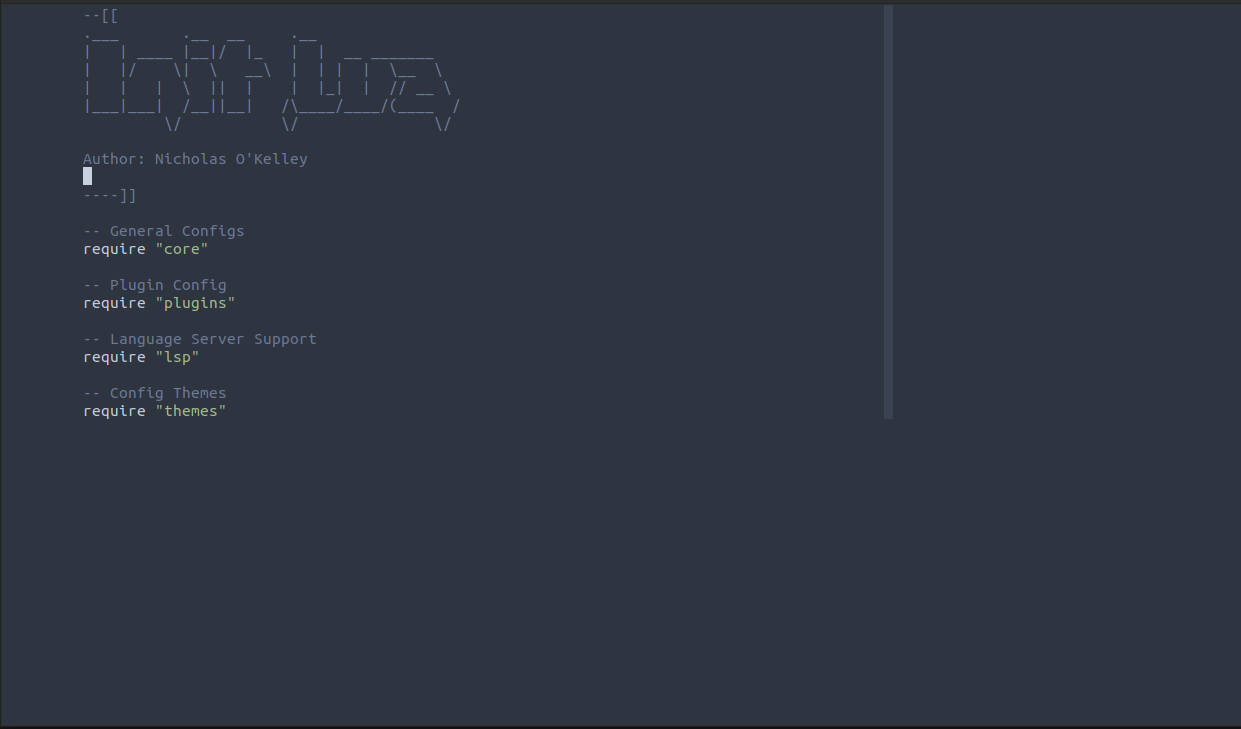 --[[
.___       .__  __     .__
|   | ____ |__|/  |_   |  |  __ _______
|   |/    \|  \   __\  |  | |  |  \__  \
|   |   |  \  ||  |    |  |_|  |  // __ \
|___|___|  /__||__|   /\____/____/(____  /
         \/           \/               \/
Author: Nicholas O'Kelley
----]]
-- General Configs
require "core"
-- Plugin Config
require "plugins"
-- Language Server Support
require "lsp"
-- Config Themes
require "themes"